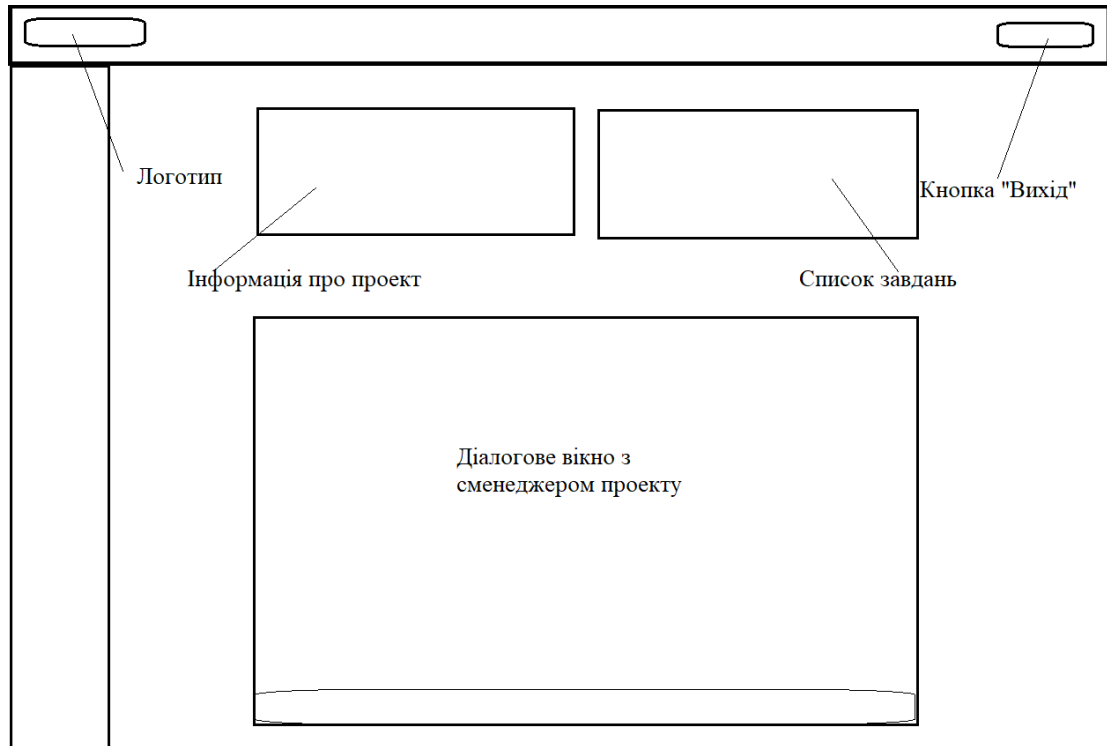 Логотип
Кнопка "Вихід"
Інформація про проект
Список завдань
Діалогове вікно з
сменеджером проекту